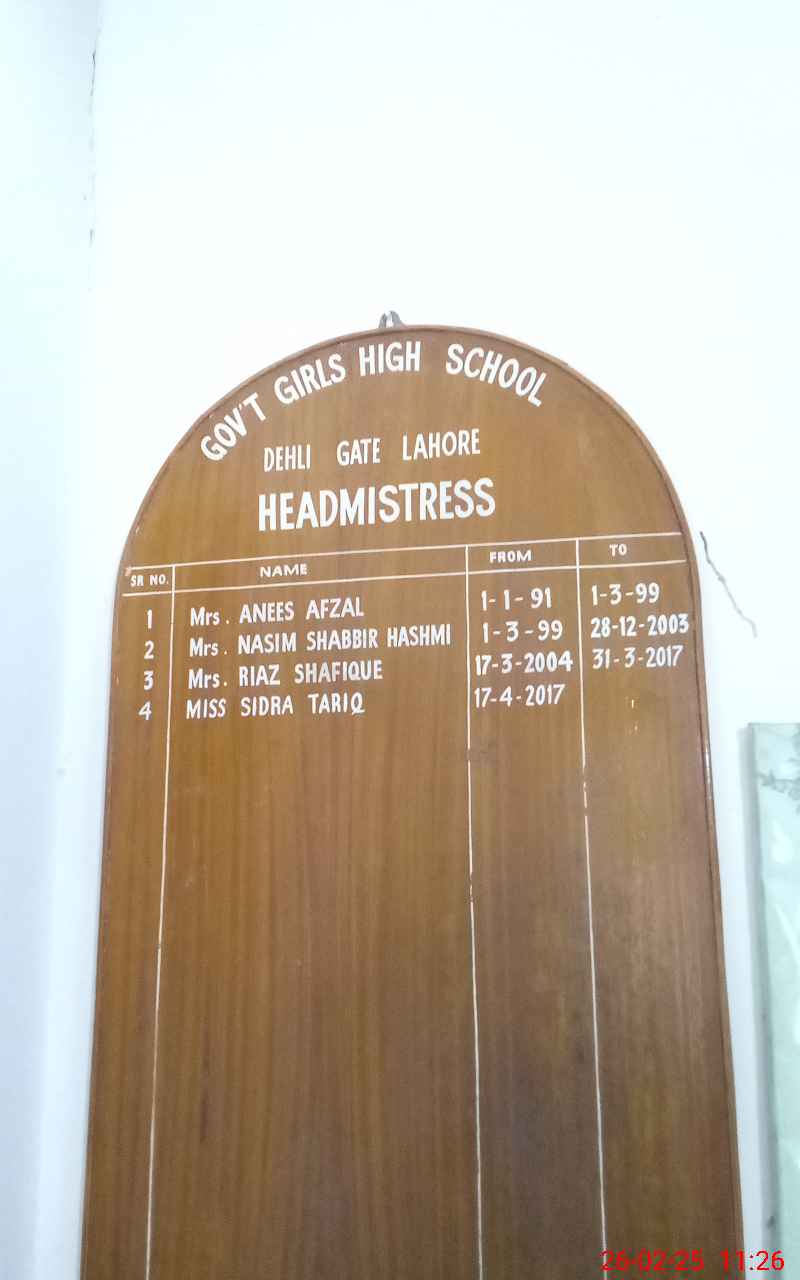 GOV'T GIRLS HIGH SCHOOL
DEHLI GATE LAHORE
HEADMISTRESS
SR NO. NAME FROM TO
1 Mrs. ANEES AFZAL 1-1-91 1-3-99
2 Mrs. NASIM SHABBIR HASHMI 1-3-99 28-12-2003
3 Mrs. RIAZ SHAFIQUE 17-3-2004 31-3-2017
4 MISS SIDRA TARIQ 17-4-2017
26-02-25 11:26